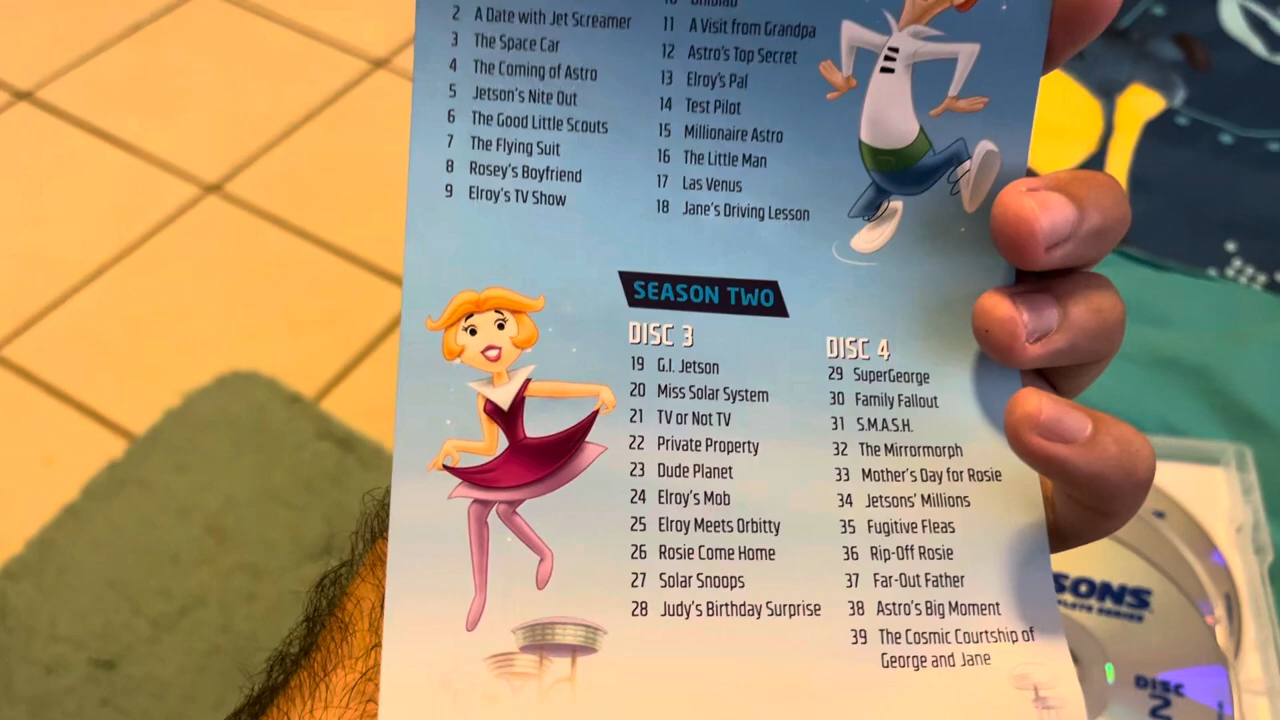 2 A Date with Jet Screamer
3 The Space Car
4 The Coming of Astro
5 Jetson's Nite Out
6 The Good Little Scouts
7 The Flying Suit
8 Rosey's Boyfriend
9 Elroy's TV Show
11 A Visit from Grandpa
12 Astro's Top Secret
13 Elroy's Pal
14 Test Pilot
15 Millionaire Astro
16 The Little Man
17 Las Venus
18 Jane's Driving Lesson
SEASON TWO
DISC 3
19 G.I. Jetson
20 Miss Solar System
21 TV or Not TV
22 Private Property
23 Dude Planet
24 Elroy's Mob
25 Elroy Meets Orbitty
26 Rosie Come Home
27 Solar Snoops
28 Judy's Birthday Surprise
DISC 4
29 SuperGeorge
30 Family Fallout
31 S.M.A.S.H.
32 The Mirrormorph
33 Mother's Day for Rosie
34 Jetsons' Millions
35 Fugitive Fleas
36 Rip-Off Rosie
37 Far-Out Father
38 Astro's Big Moment
39 The Cosmic Courtship of
George and Jane
SONS
SERIES
DISC
2